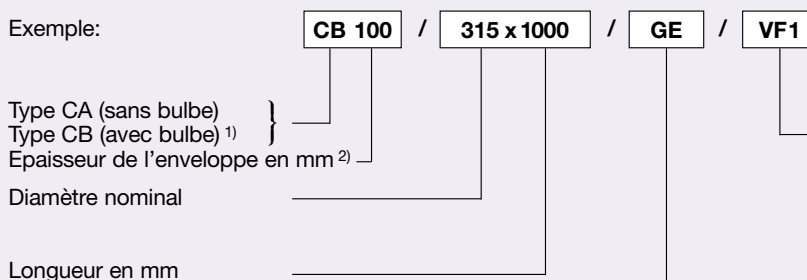 Exemple: CB 100 / 315 x 1000 / GE / VF1
Type CA (sans bulbe)
Type CB (avec bulbe) 1)
Epaisseur de l'enveloppe en mm 2)
Diamètre nominal
Longueur en mm